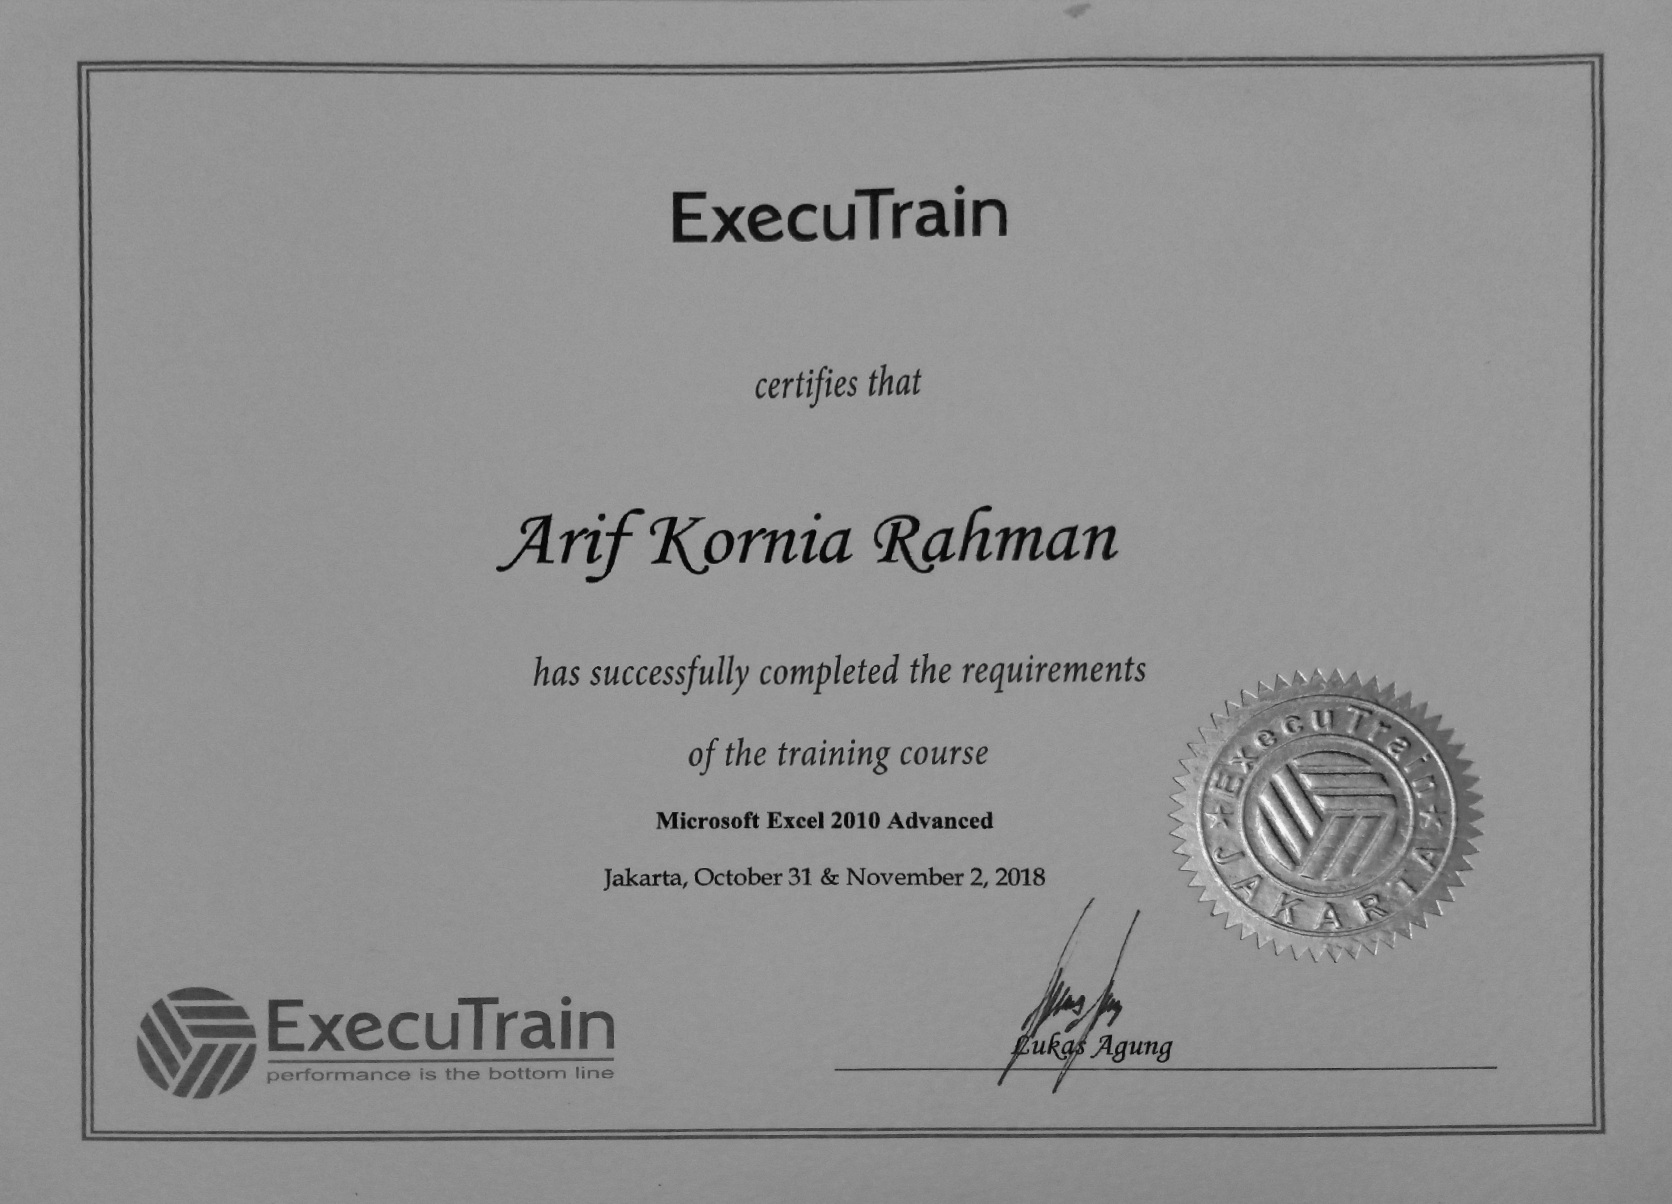 ExecuTrain
certifies that
Arif Kornia Rahman
has successfully completed the requirements
of the training course
Microsoft Excel 2010 Advanced
Jakarta, October 31 & November 2, 2018
ExecuTrain
JAKARTA
ExecuTrain
performance is the bottom line
Lukas Agung